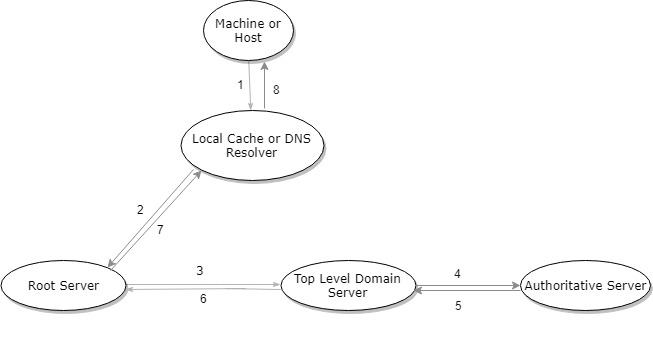 Machine or
Host
1
8
Local Cache or DNS
Resolver
2
7
Root Server
3
6
Top Level Domain
Server
4
5
Authoritative Server